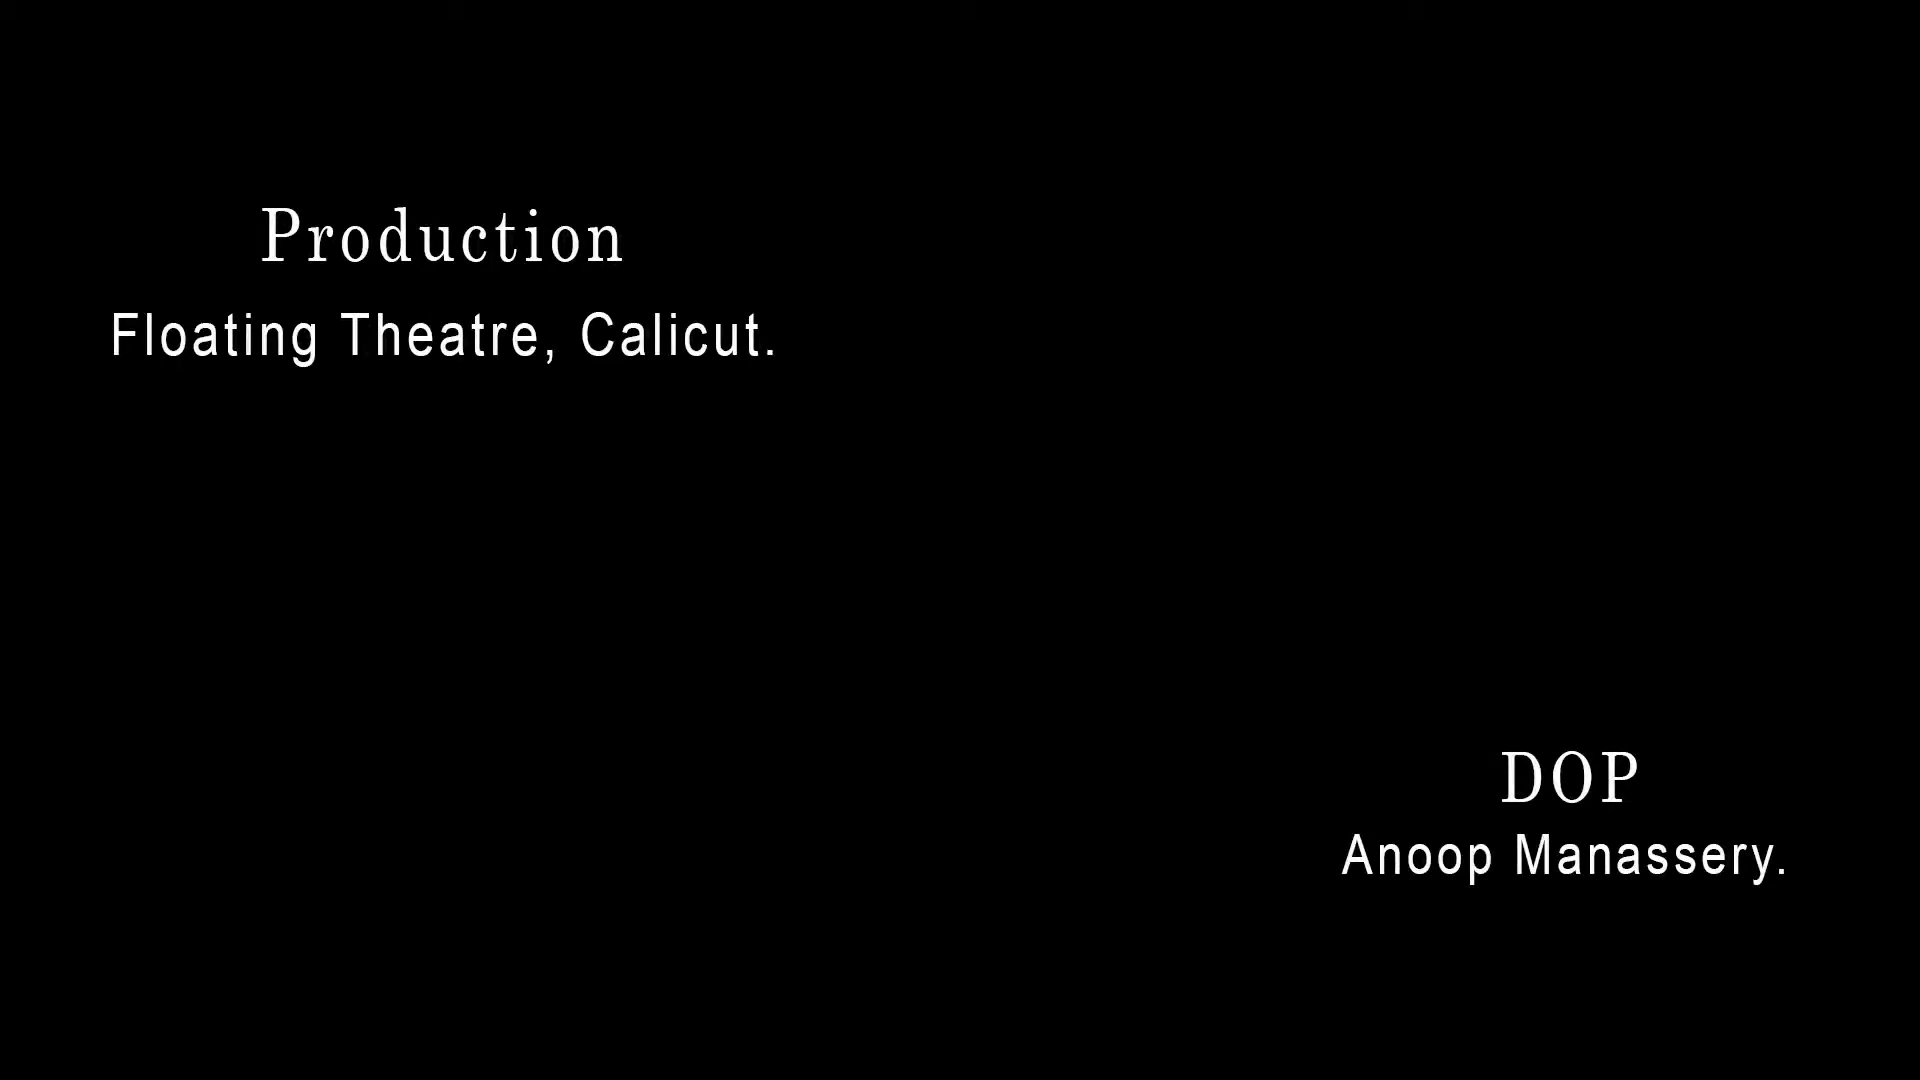 Production
Floating Theatre, Calicut.
DOP
Anoop Manassery.